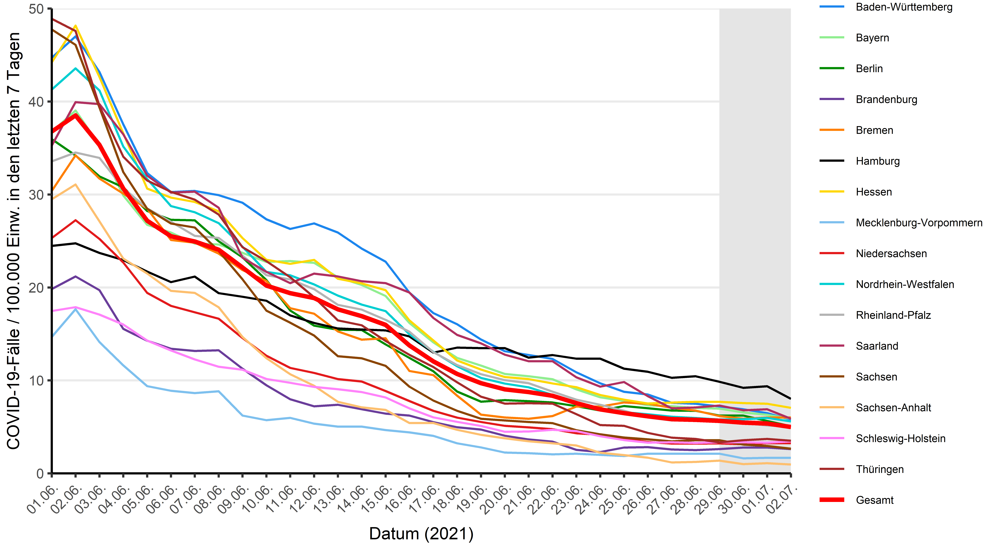 COVID-19-Fälle / 100.000 Einw. in den letzten 7 Tagen
50
40
30
20
10
0
01.06.
02.06.
03.06.
04.06.
05.06.
06.06.
07.06.
08.06.
09.06.
10.06.
11.06.
12.06.
13.06.
14.06.
15.06.
16.06.
17.06.
18.06.
19.06.
20.06.
21.06.
22.06.
23.06.
24.06.
25.06.
26.06.
27.06.
28.06.
29.06.
30.06.
01.07.
02.07.
Datum (2021)
Baden-Württemberg
Bayern
Berlin
Brandenburg
Bremen
Hamburg
Hessen
Mecklenburg-Vorpommern
Niedersachsen
Nordrhein-Westfalen
Rheinland-Pfalz
Saarland
Sachsen
Sachsen-Anhalt
Schleswig-Holstein
Thüringen
Gesamt